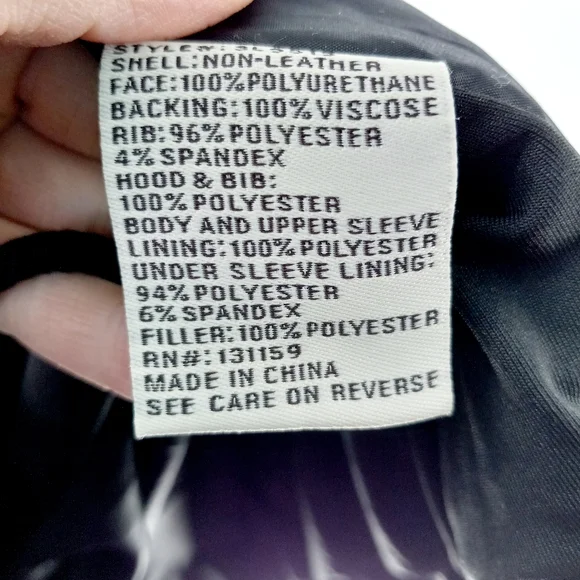 SHELL:NON-LEATHER
FACE:100%POLYURETHANE
BACKING:100%VISCOSE
RIB:96%POLYESTER
4%SPANDEX
HOOD & BIB:
100%POLYESTER
BODY AND UPPER SLEEVE
LINING:100%POLYESTER
UNDER SLEEVE LINING:
94%POLYESTER
6%SPANDEX
FILLER:100%POLYESTER
RN#:131159
MADE IN CHINA
SEE CARE ON REVERSE